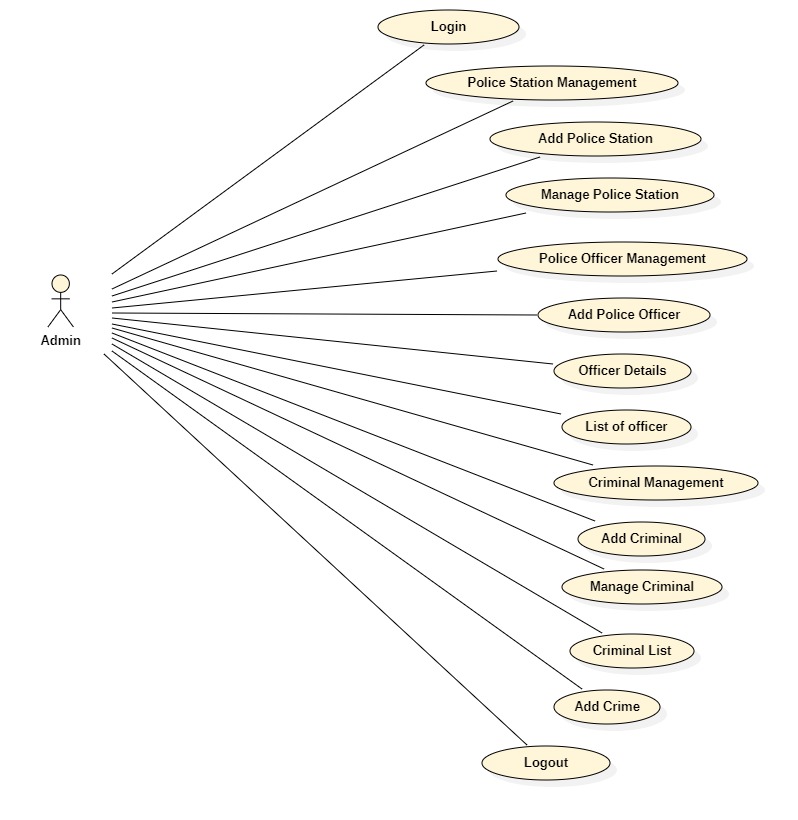 Login
Police Station Management
Add Police Station
Manage Police Station
Police Officer Management
Add Police Officer
Admin
Officer Details
List of officer
Criminal Management
Add Criminal
Manage Criminal
Criminal List
Add Crime
Logout